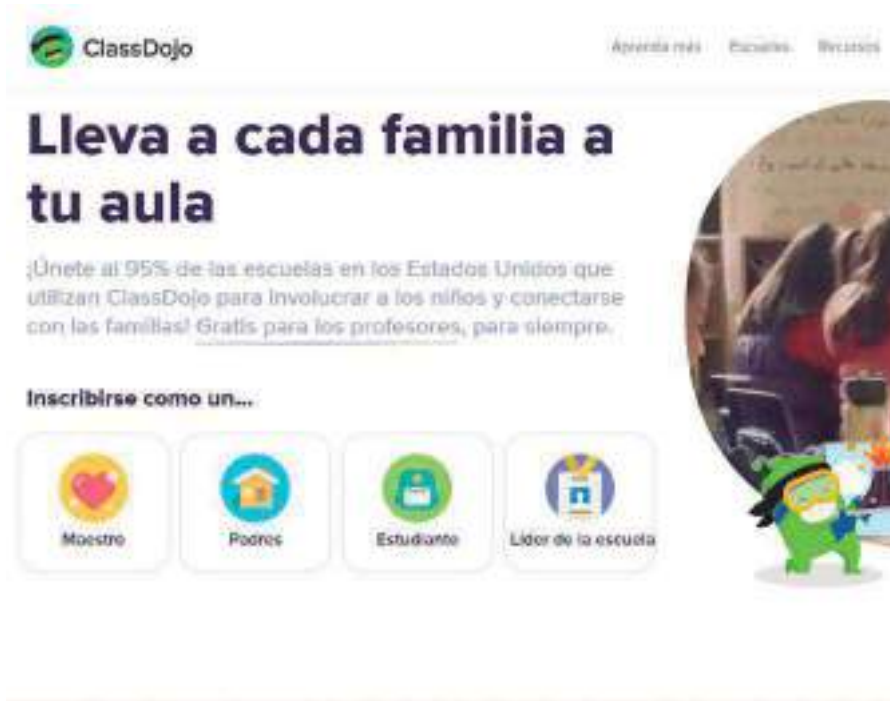 ClassDojo
Aprenda más Escuelas Recursos
Lleva a cada familia a
tu aula
¡Únete al 95% de las escuelas en los Estados Unidos que
utilizan ClassDojo para involucrar a los niños y conectarse
con las familias! Gratis para los profesores, para siempre.
Inscribirse como un...
Maestro Padres Estudiante Líder de la escuela